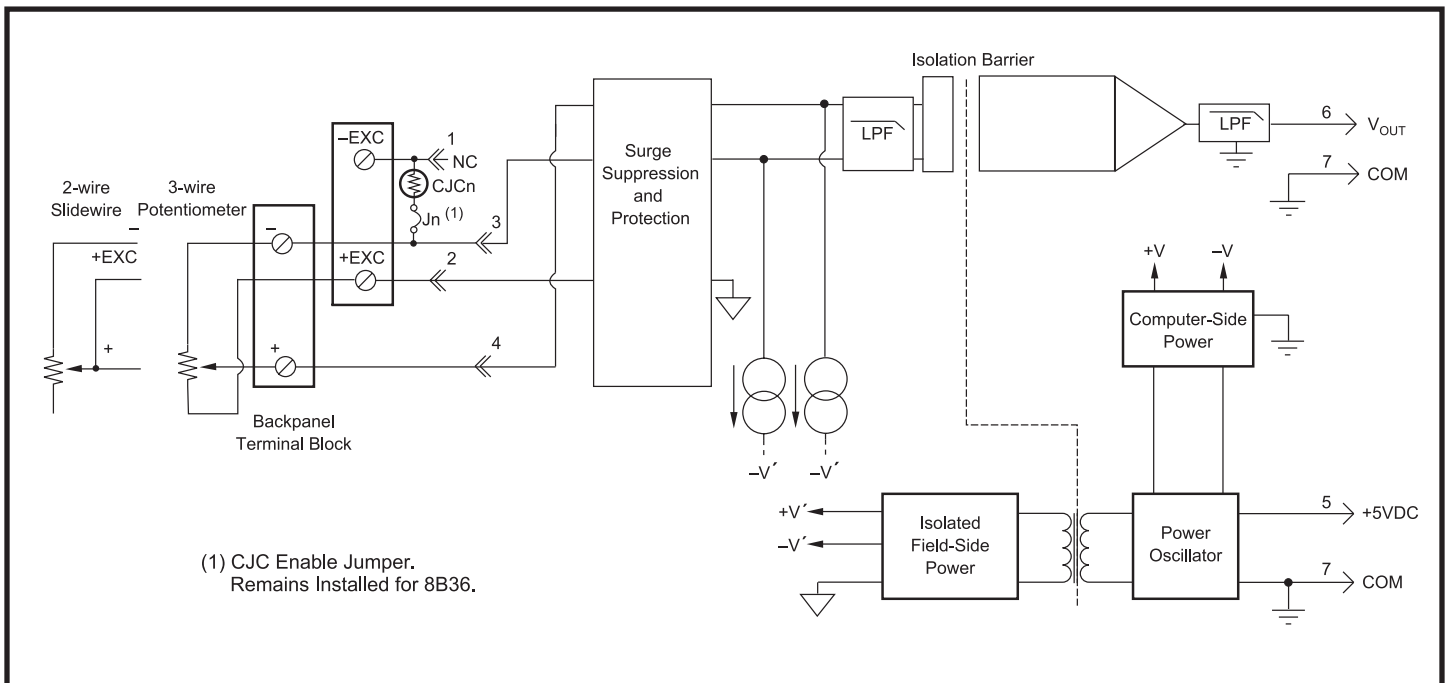 Isolation Barrier
–EXC
1
NC
CJCn
Jn (1)
2-wire
Slidewire
3-wire
Potentiometer
–
+EXC
+
–
+EXC
+
3
2
4
Backpanel
Terminal Block
Surge
Suppression
and
Protection
LPF
LPF
6
VOUT
7
COM
+V
–V
Computer-Side
Power
–V´
–V´
+V´
–V´
Isolated
Field-Side
Power
Power
Oscillator
5
+5VDC
7
COM
(1) CJC Enable Jumper.
Remains Installed for 8B36.